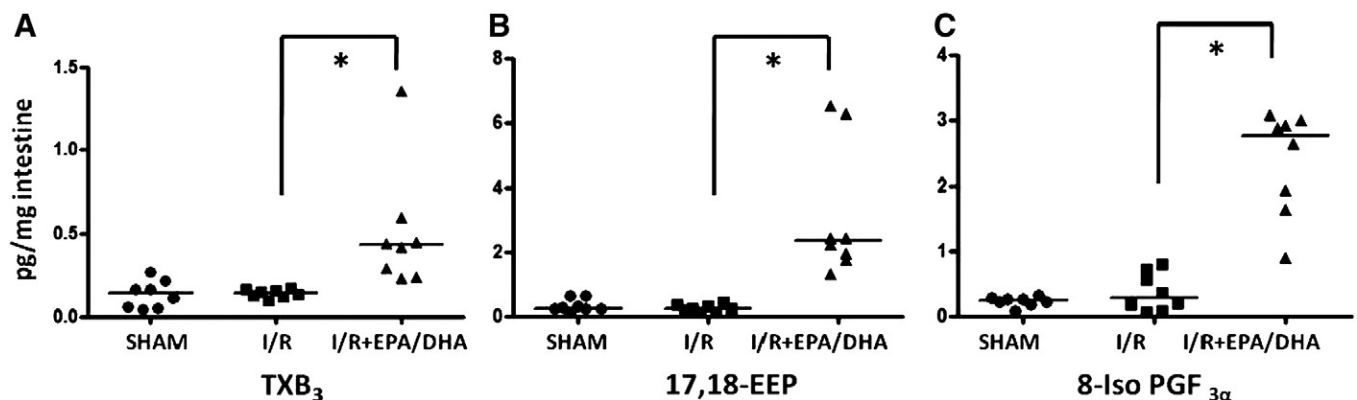 A
pg/mg intestine
1.5
1.0
0.5
0.0
*
SHAM I/R I/R+EPA/DHA
TXB3
B
8
6
4
2
0
*
SHAM I/R I/R+EPA/DHA
17,18-EEP
C
4
3
2
1
0
*
SHAM I/R I/R+EPA/DHA
8-Iso PGF 3α